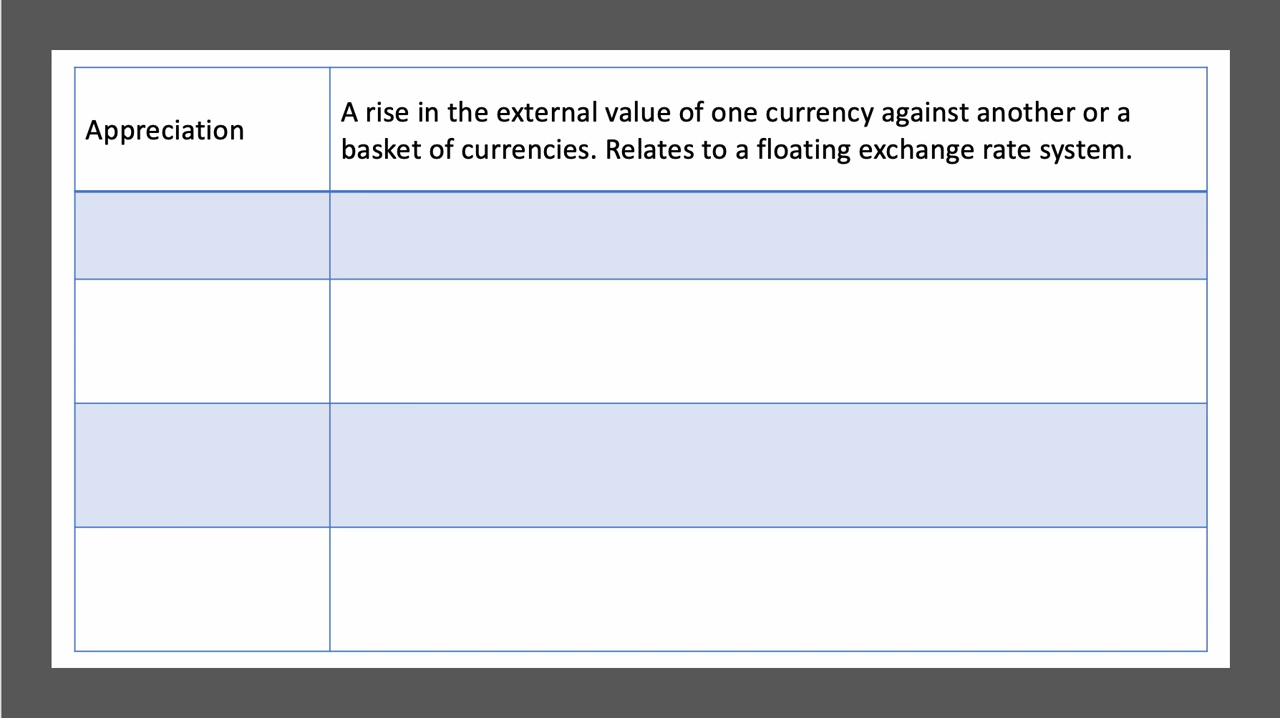 Appreciation
A rise in the external value of one currency against another or a
basket of currencies. Relates to a floating exchange rate system.